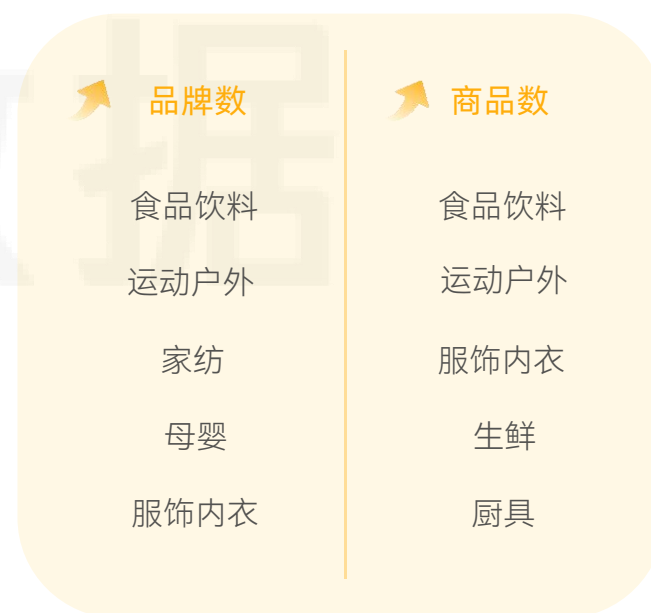 品牌数
食品饮料
运动户外
家纺
母婴
服饰内衣
商品数
食品饮料
运动户外
服饰内衣
生鲜
厨具
据